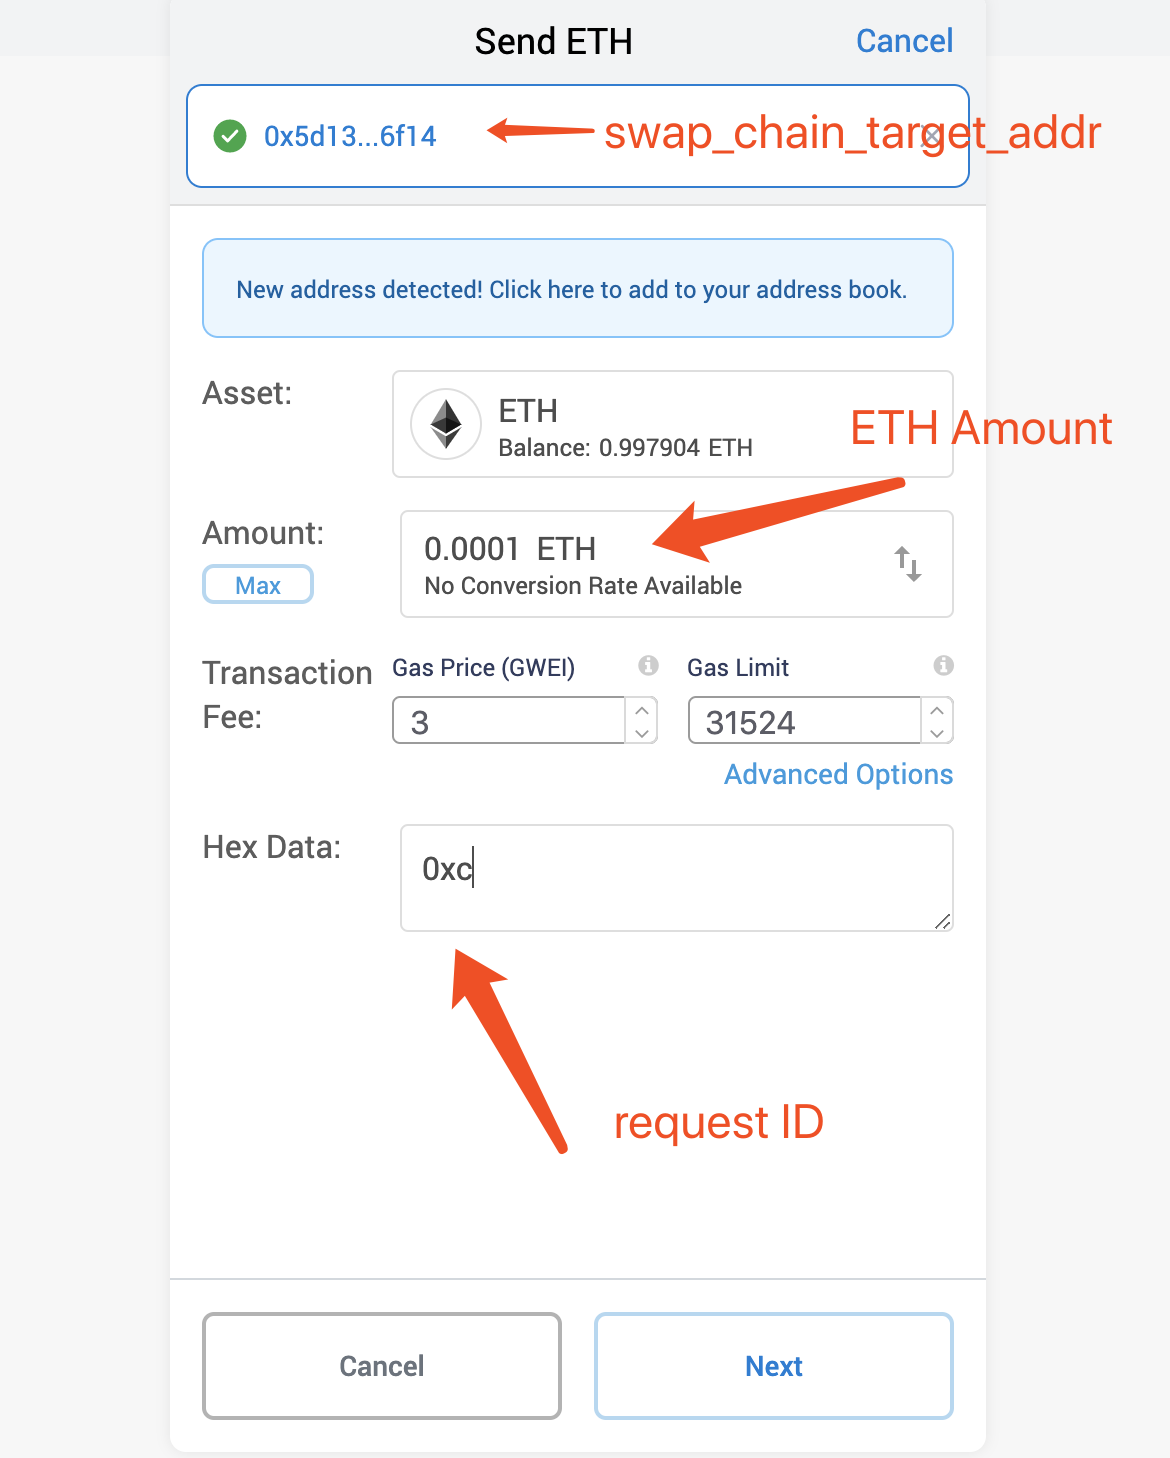 Send ETH
Cancel
0x5d13...6f14
swap_chain_target_addr
New address detected! Click here to add to your address book.
Asset:
ETH
Balance: 0.997904 ETH
ETH Amount
Amount:
Max
0.0001 ETH
No Conversion Rate Available
Transaction Fee:
Gas Price (GWEI)
Gas Limit
3
31524
Advanced Options
Hex Data:
0xc
request ID
Cancel
Next